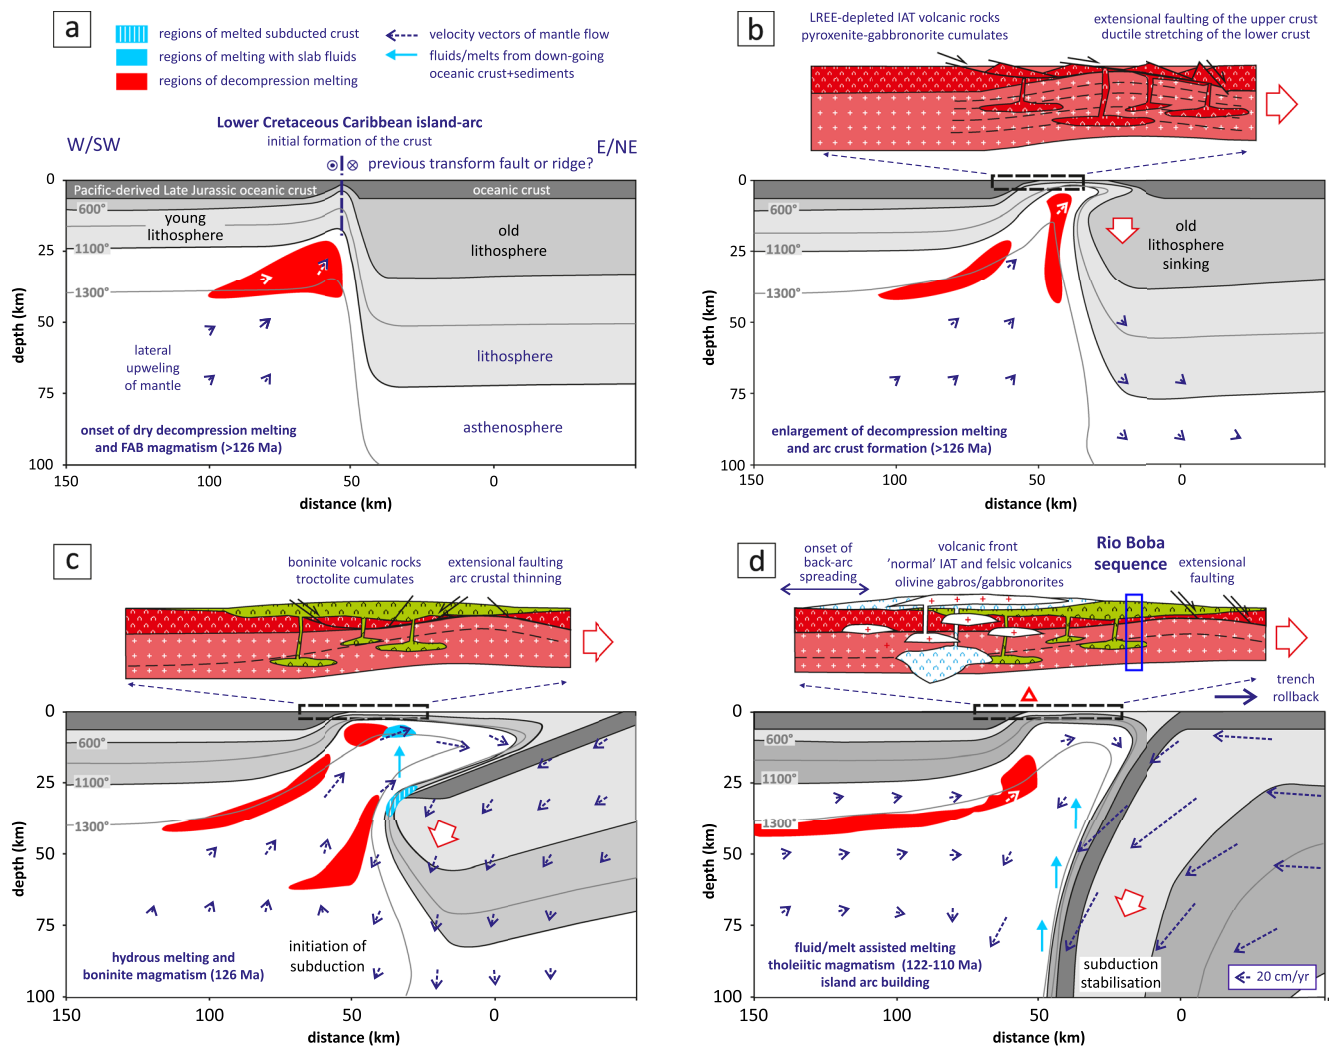 a
regions of melted subducted crust
regions of melting with slab fluids
regions of decompression melting
velocity vectors of mantle flow
fluids/melts from down-going
oceanic crust+sediments
Lower Cretaceous Caribbean island-arc
initial formation of the crust
W/SW
E/NE
previous transform fault or ridge?
Pacific-derived Late Jurassic oceanic crust
oceanic crust
600°
young
lithosphere
1100°
old
lithosphere
1300°
lateral
upweling
of mantle
lithosphere
asthenosphere
onset of dry decompression melting
and FAB magmatism (>126 Ma)
0
25
50
75
100
depth (km)
150
100
50
0
distance (km)
b
LREE-depleted IAT volcanic rocks
pyroxenite-gabbronorite cumulates
extensional faulting of the upper crust
ductile stretching of the lower crust
600°
1100°
1300°
old
lithosphere
sinking
enlargement of decompression melting
and arc crust formation (>126 Ma)
0
25
50
75
100
depth (km)
150
100
50
0
distance (km)
c
boninite volcanic rocks
troctolite cumulates
extensional faulting
arc crustal thinning
600°
1100°
1300°
hydrous melting and
boninite magmatism (126 Ma)
initiation of
subduction
0
25
50
75
100
depth (km)
150
100
50
0
distance (km)
d
onset of
back-arc
spreading
volcanic front
'normal' IAT and felsic volcanics
olivine gabros/gabbronorites
Rio Boba
sequence
extensional
faulting
trench
rollback
600°
1100°
1300°
fluid/melt assisted melting
tholeiitic magmatism (122-110 Ma)
island arc building
subduction
stabilisation
20 cm/yr
0
25
50
75
100
depth (km)
150
100
50
0
distance (km)